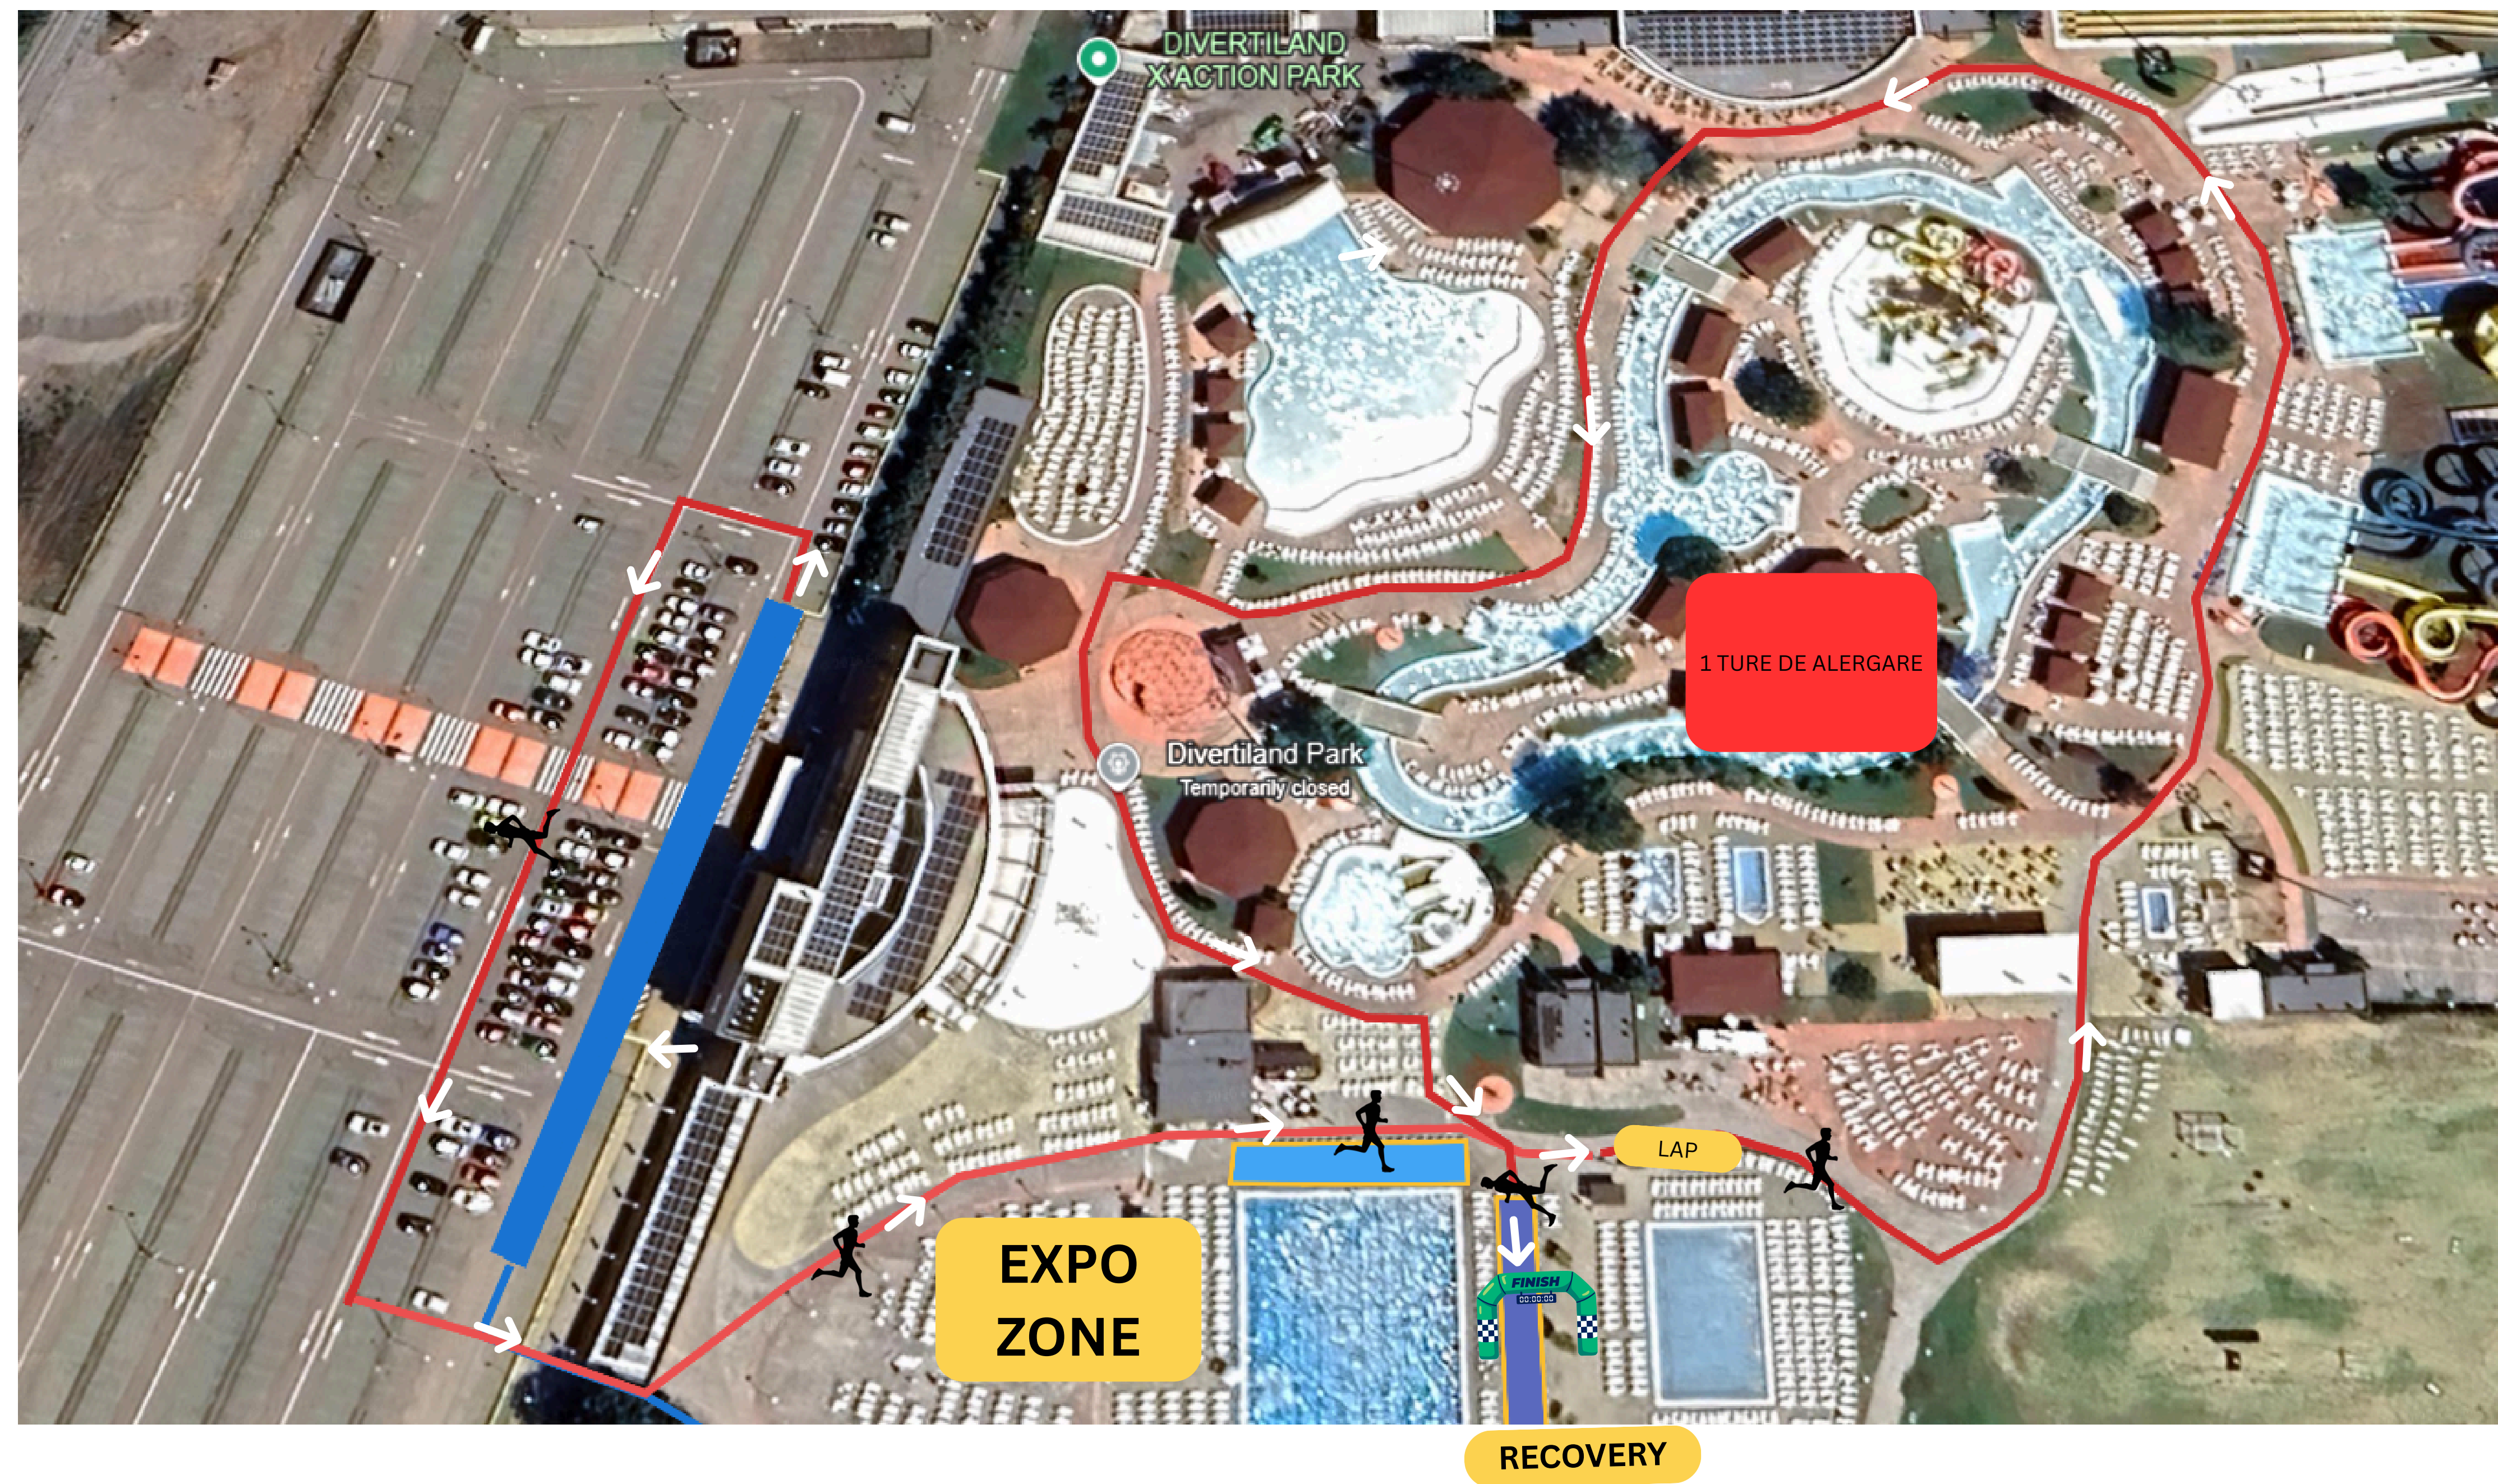 DIVERTILAND
X ACTION PARK
1 TURE DE ALERGARE
Divertiland Park
Temporarily closed
LAP
EXPO
ZONE
FINISH
00:00:00
RECOVERY